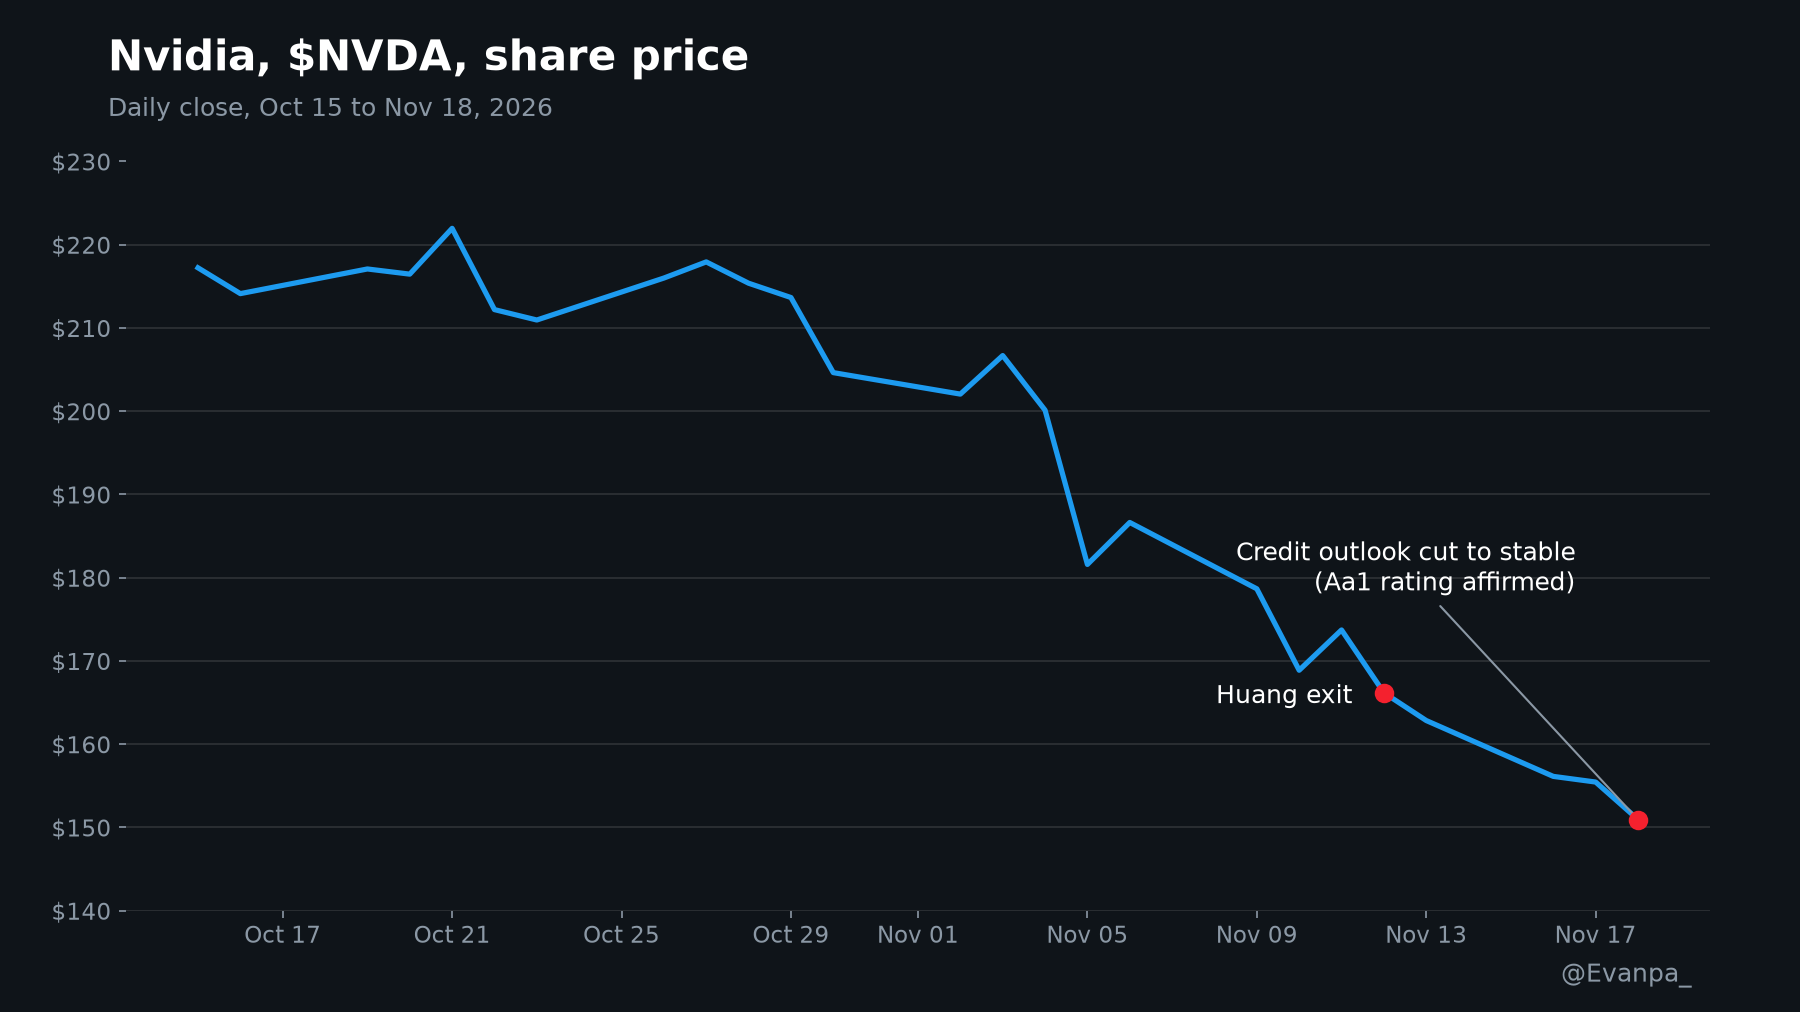 Nvidia, $NVDA, share price
Daily close, Oct 15 to Nov 18, 2026
$230
$220
$210
$200
$190
Credit outlook cut to stable
$180
(Aa1 rating affirmed)
$170
Huang exit
$160
$150
$140
Oct 17 Oct 21 Oct 25 Oct 29 Nov 01 Nov 05 Nov 09 Nov 13 Nov 17
@Evanpa_